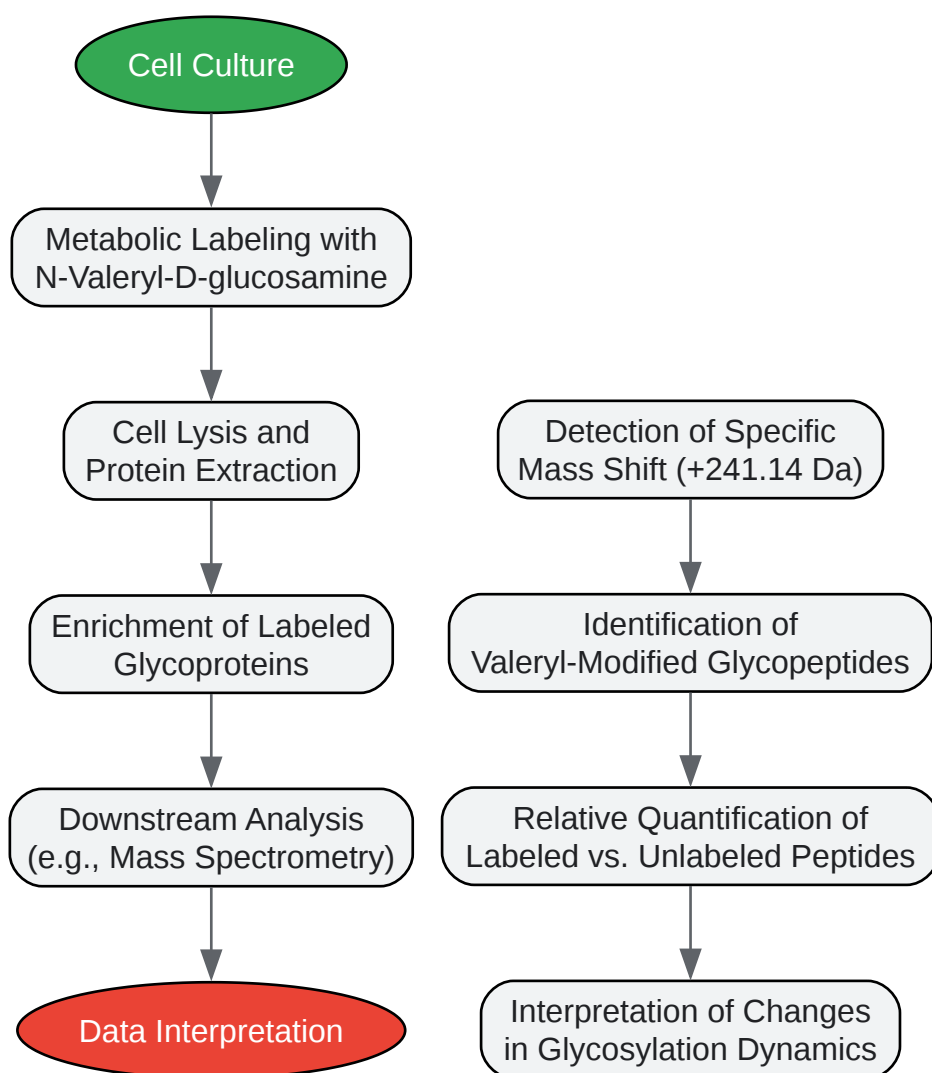 Cell Culture
Metabolic Labeling with
N-Valeryl-D-glucosamine
Cell Lysis and
Protein Extraction
Enrichment of Labeled
Glycoproteins
Downstream Analysis
(e.g., Mass Spectrometry)
Data Interpretation
Detection of Specific
Mass Shift (+241.14 Da)
Identification of
Valeryl-Modified Glycopeptides
Relative Quantification of
Labeled vs. Unlabeled Peptides
Interpretation of Changes
in Glycosylation Dynamics